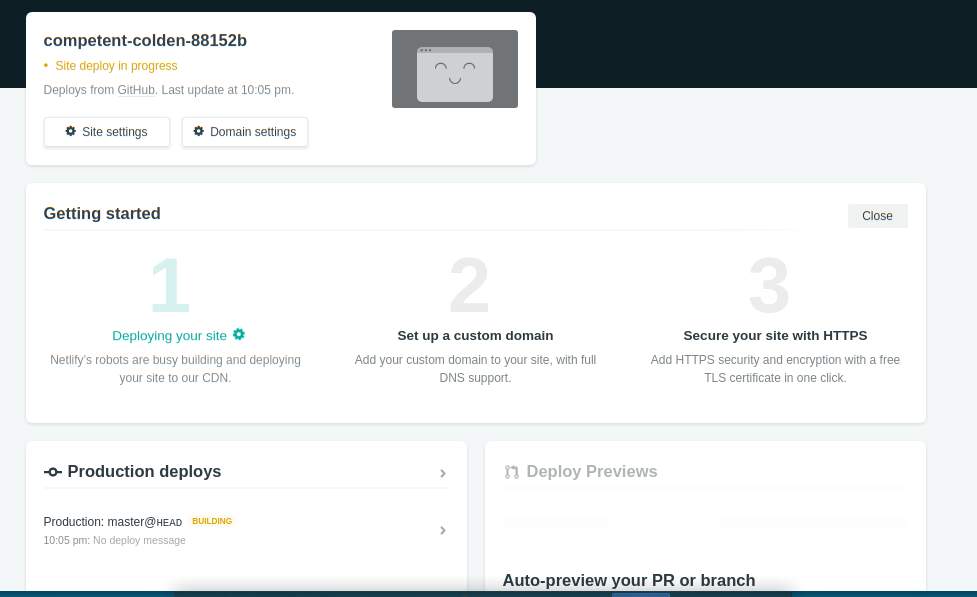 competent-colden-88152b
• Site deploy in progress
Deploys from GitHub. Last update at 10:05 pm.
Site settings
Domain settings
Getting started
Close
1
2
3
Deploying your site
Set up a custom domain
Secure your site with HTTPS
Netlify's robots are busy building and deploying
your site to our CDN.
Add your custom domain to your site, with full
DNS support.
Add HTTPS security and encryption with a free
TLS certificate in one click.
Production deploys
Production: master@HEAD BUILDING
10:05 pm: No deploy message
Deploy Previews
Auto-preview your PR or branch